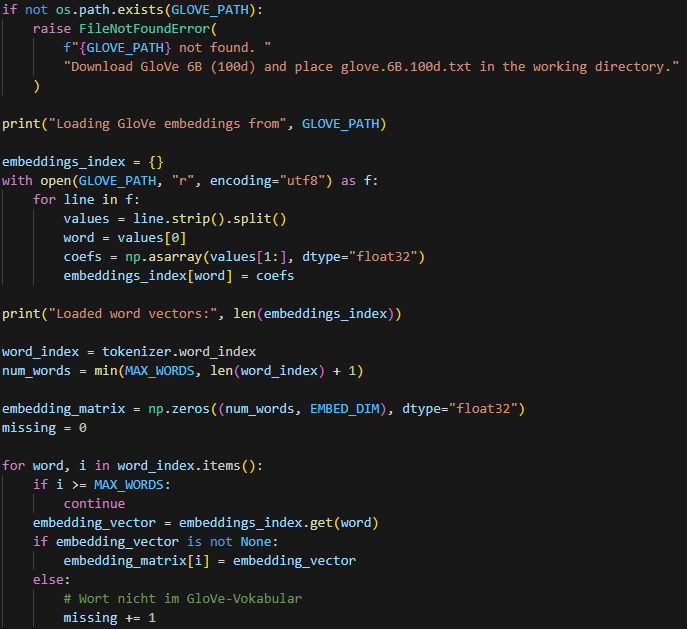 if not os.path.exists(GLOVE_PATH):
    raise FileNotFoundError(
        f"{GLOVE_PATH} not found. "
        "Download GloVe 6B (100d) and place glove.6B.100d.txt in the working directory."
    )

print("Loading GloVe embeddings from", GLOVE_PATH)

embeddings_index = {}
with open(GLOVE_PATH, "r", encoding="utf8") as f:
    for line in f:
        values = line.strip().split()
        word = values[0]
        coefs = np.asarray(values[1:], dtype="float32")
        embeddings_index[word] = coefs

print("Loaded word vectors:", len(embeddings_index))

word_index = tokenizer.word_index
num_words = min(MAX_WORDS, len(word_index) + 1)

embedding_matrix = np.zeros((num_words, EMBED_DIM), dtype="float32")
missing = 0

for word, i in word_index.items():
    if i >= MAX_WORDS:
        continue
    embedding_vector = embeddings_index.get(word)
    if embedding_vector is not None:
        embedding_matrix[i] = embedding_vector
    else:
        # Wort nicht im GloVe-Vokabular
        missing += 1